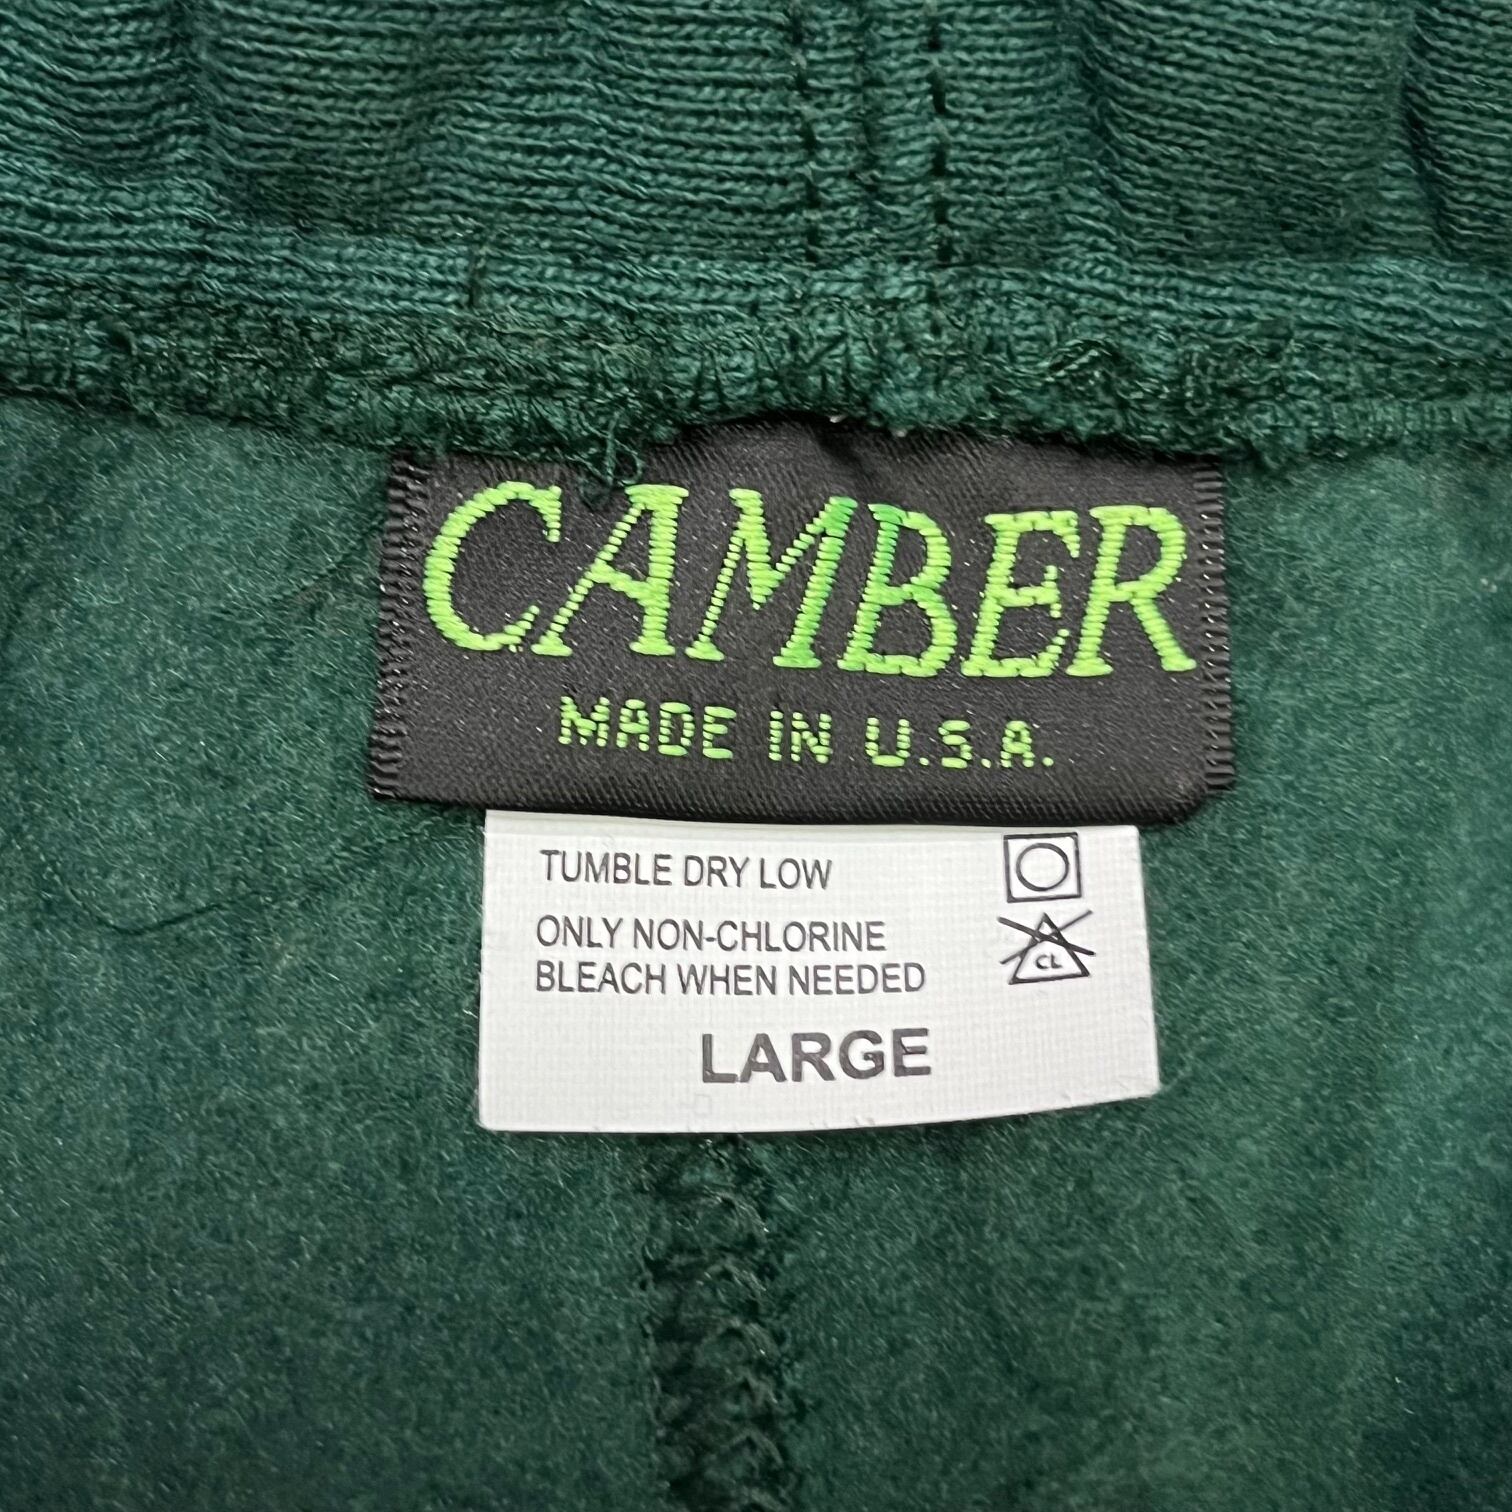 CAMBER
MADE IN U.S.A.
TUMBLE DRY LOW
ONLY NON-CHLORINE
BLEACH WHEN NEEDED
CL
LARGE